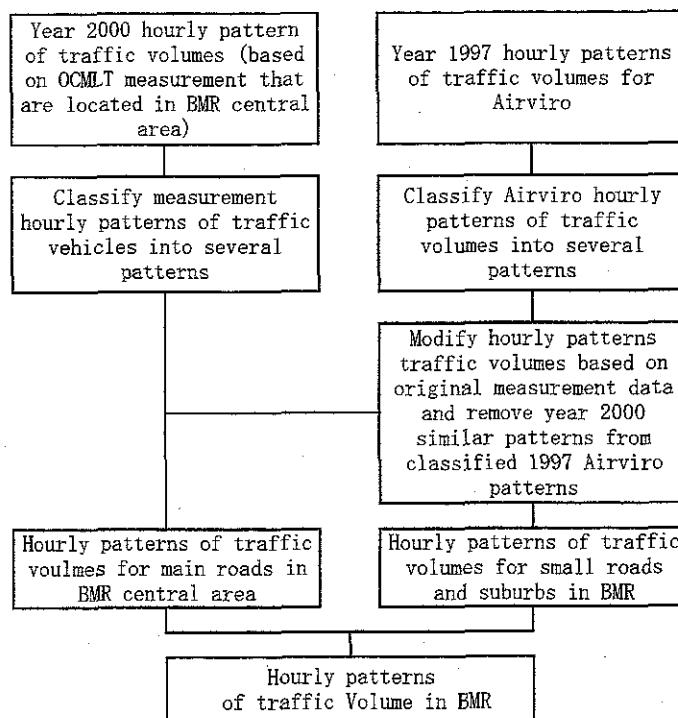 Year 2000 hourly pattern
of traffic volumes (based
on OCMLT measurement that
are located in BMR central
area)
Year 1997 hourly patterns
of traffic volumes for
Airviro
Classify measurement
hourly patterns of traffic
vehicles into several
patterns
Classify Airviro hourly
patterns of traffic
volumes into several
patterns
Modify hourly patterns
traffic volumes based on
original measurement data
and remove year 2000
similar patterns from
classified 1997 Airviro
patterns
Hourly patterns of traffic
voulmes for main roads in
BMR central area
Hourly patterns of traffic
volumes for small roads
and suburbs in BMR
Hourly patterns
of traffic Volume in BMR